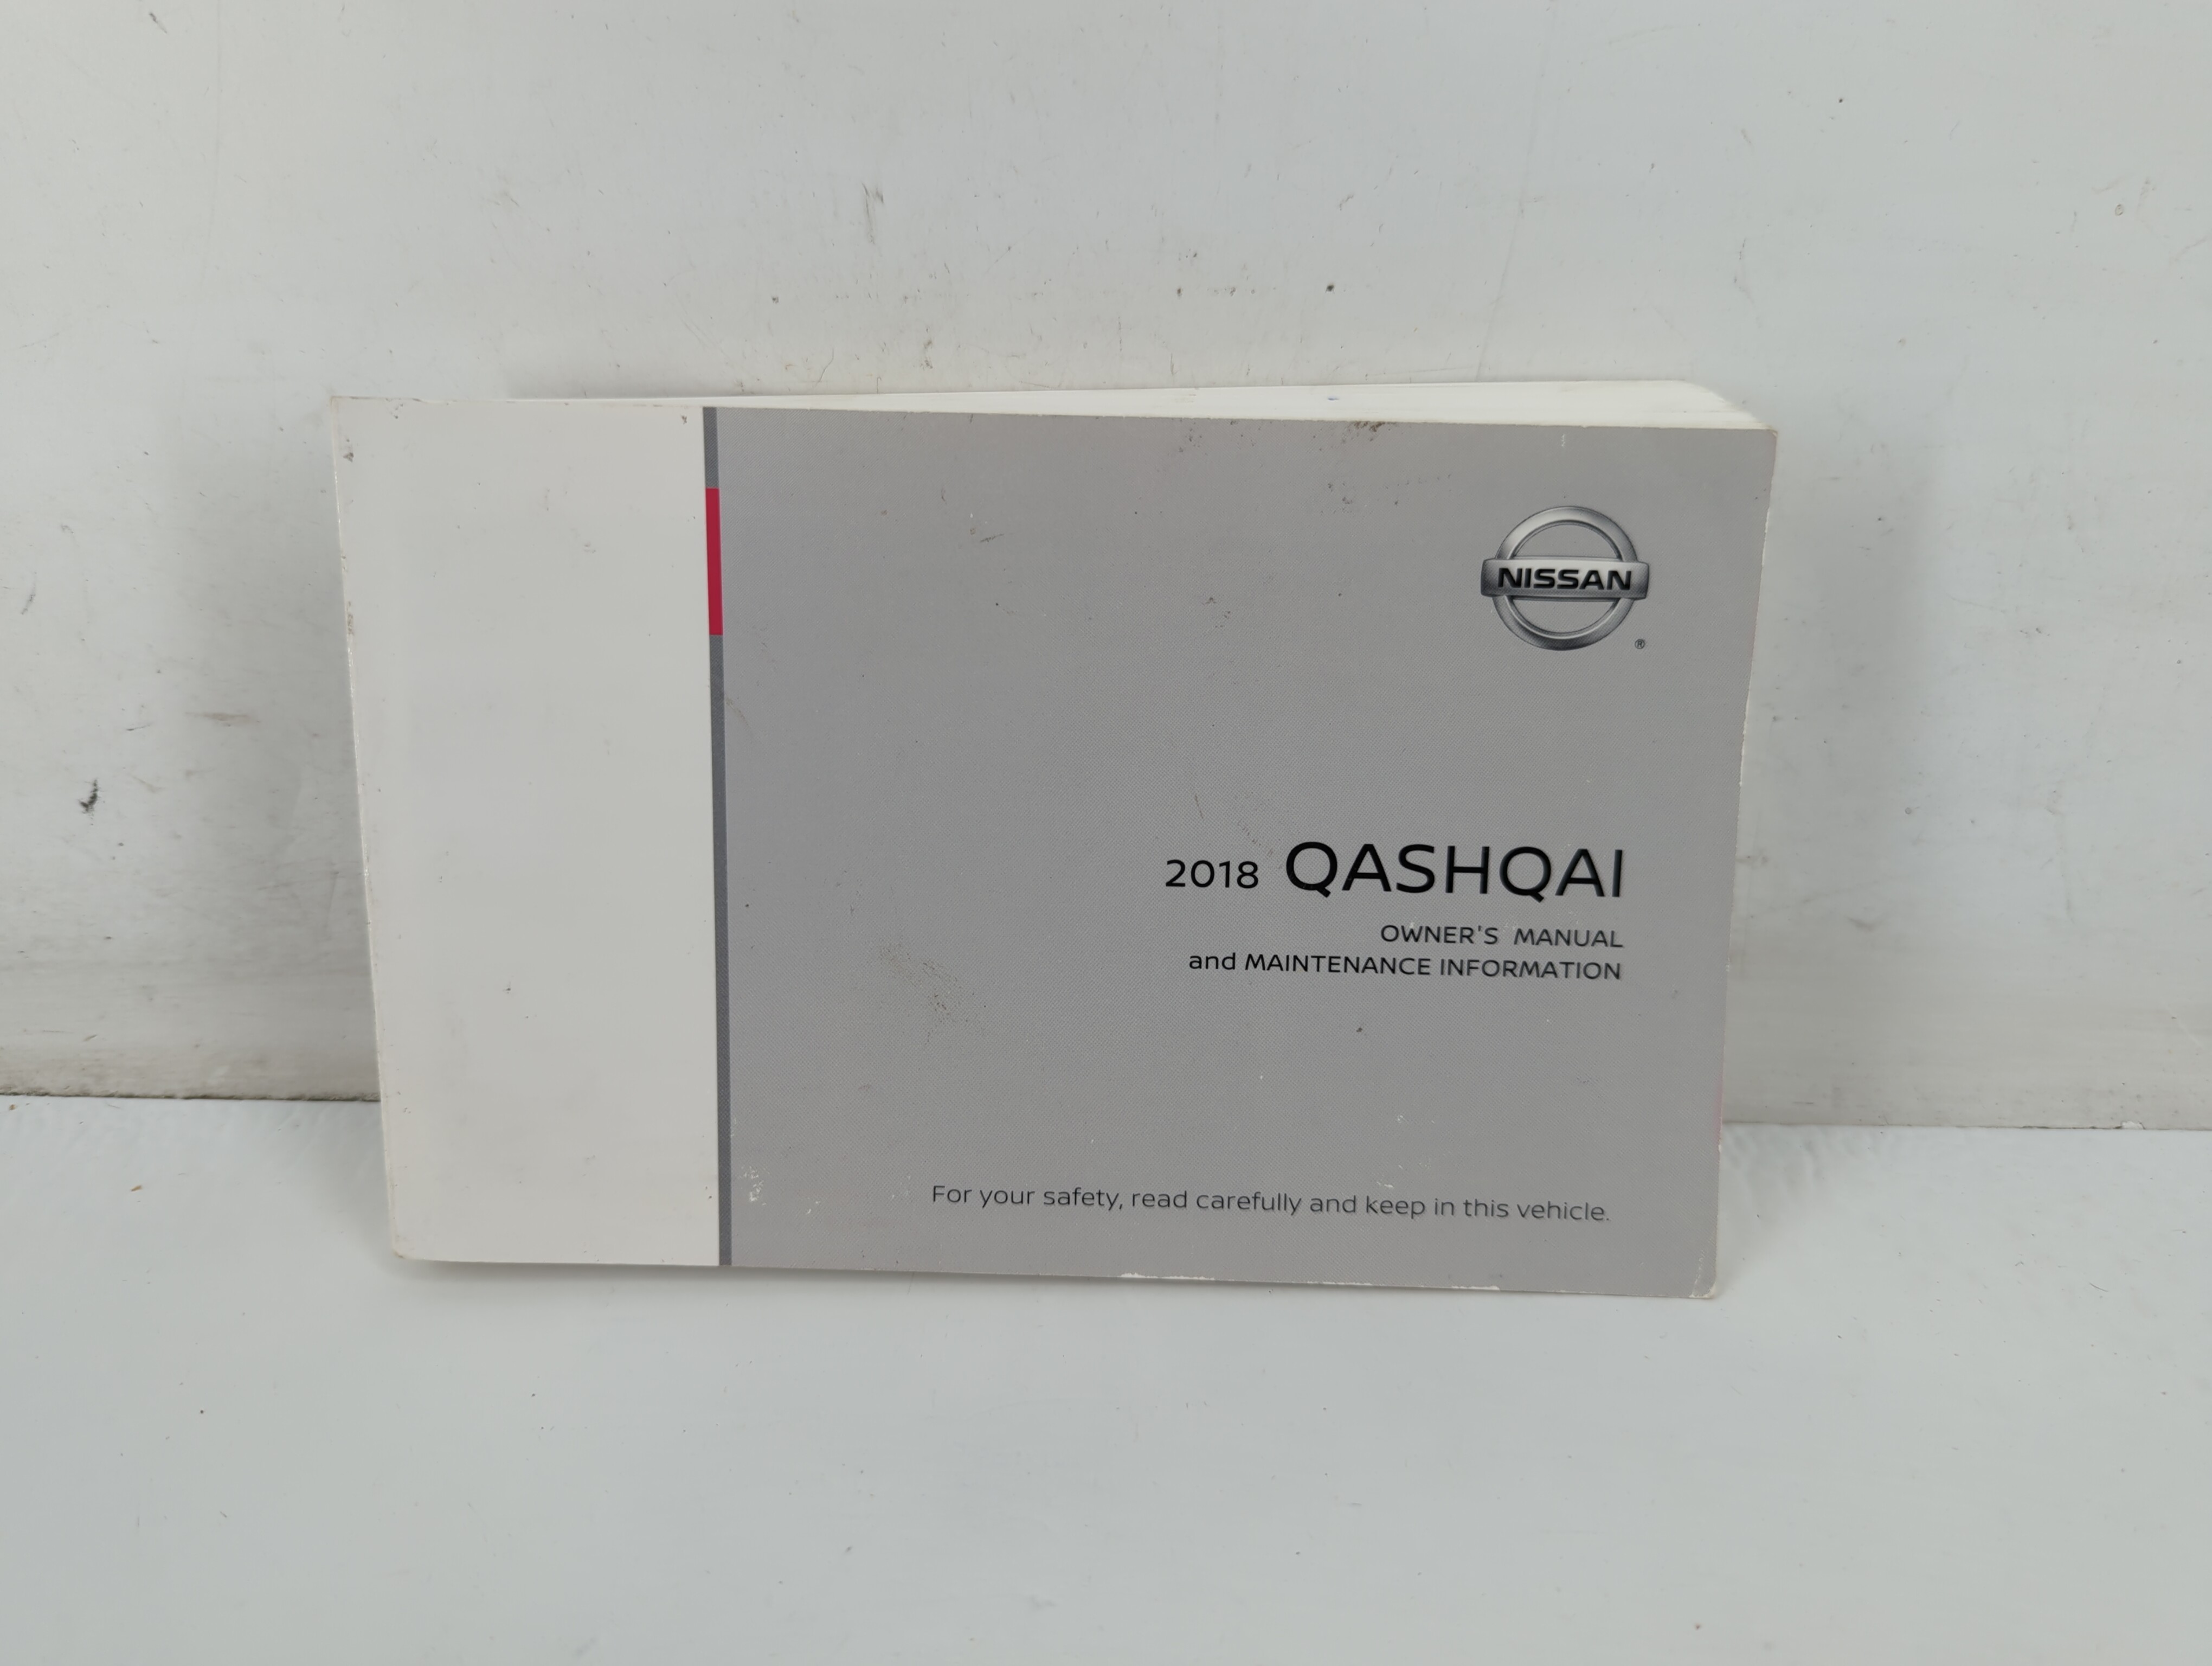 NISSAN
®
2018 QASHQAI
OWNER'S MANUAL
and MAINTENANCE INFORMATION
For your safety, read carefully and keep in this vehicle.